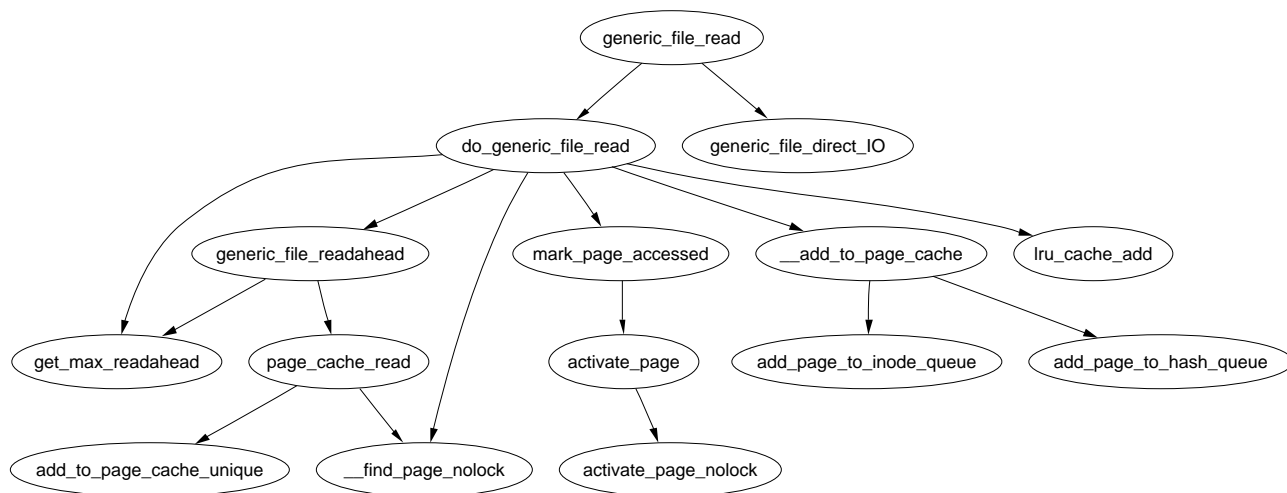 generic_file_read
do_generic_file_read
generic_file_direct_IO
generic_file_readahead
mark_page_accessed
__add_to_page_cache
lru_cache_add
get_max_readahead
page_cache_read
activate_page
add_page_to_inode_queue
add_page_to_hash_queue
add_to_page_cache_unique
__find_page_nolock
activate_page_nolock